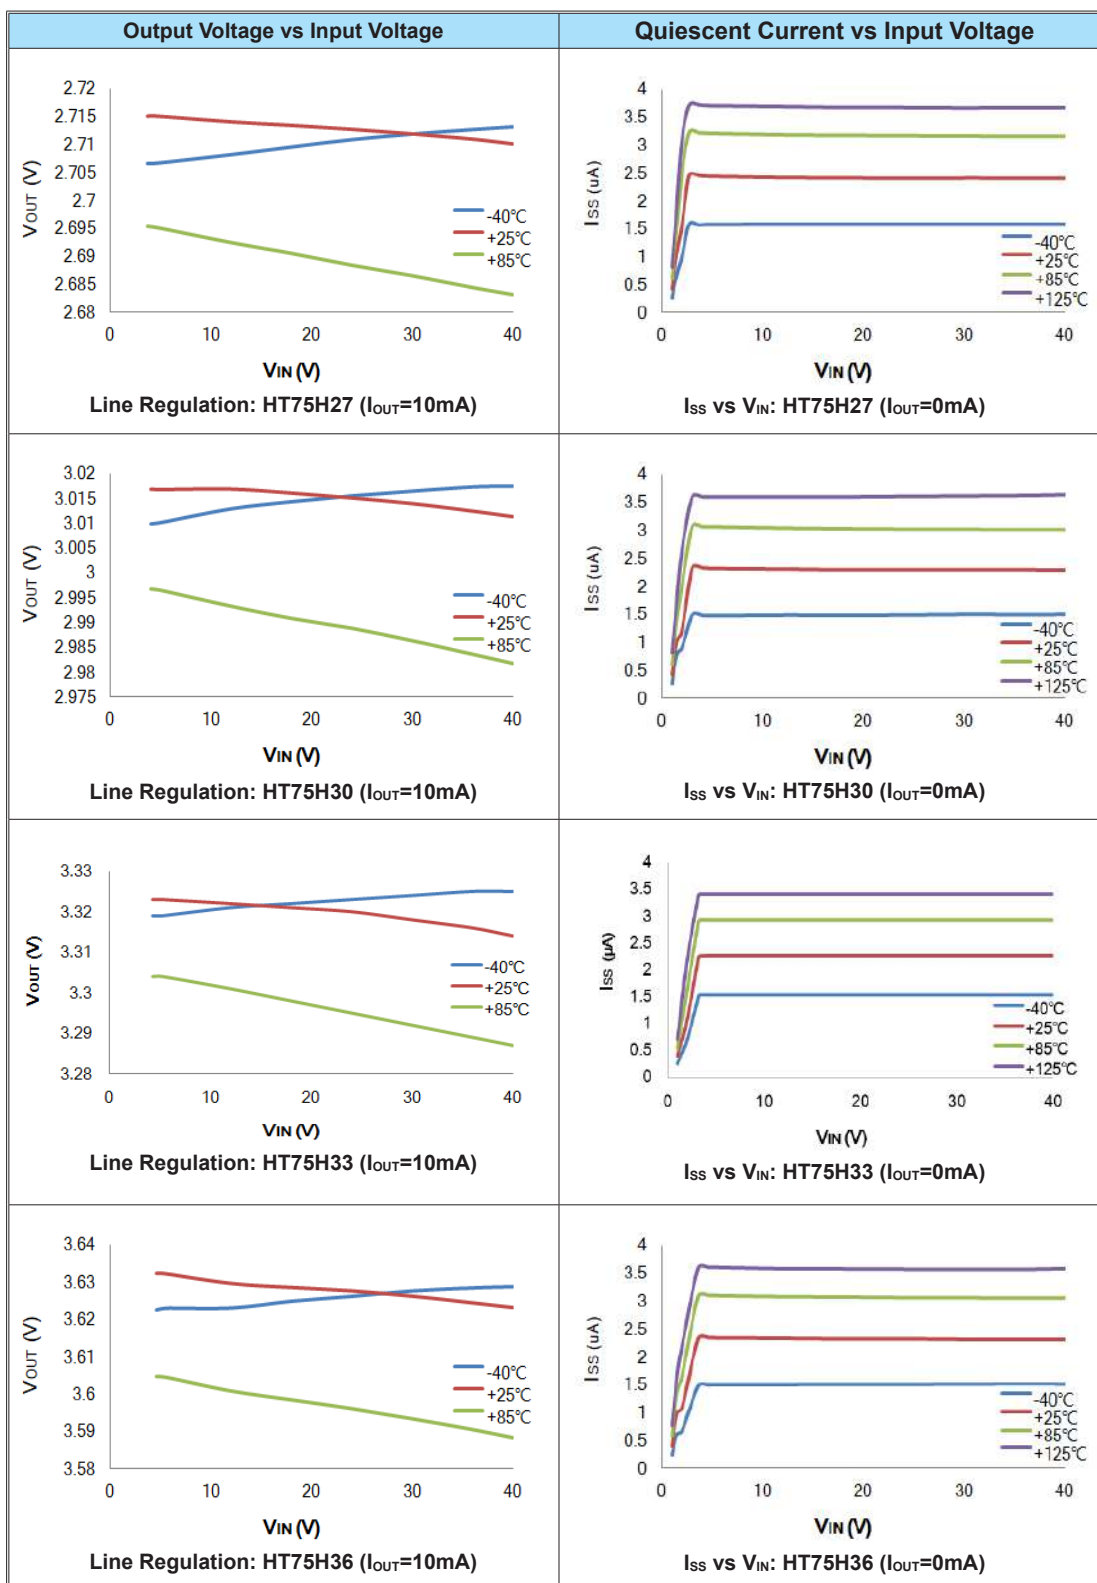 Output Voltage vs Input Voltage
Quiescent Current vs Input Voltage
2.72
2.715
2.71
2.705
2.7
2.695
2.69
2.685
2.68
VOUT (V)
-40℃
+25℃
+85℃
0 10 20 30 40
VIN (V)
Line Regulation: HT75H27 (IOUT=10mA)
4
3.5
3
2.5
2
1.5
1
0.5
0
ISS (uA)
-40℃
+25℃
+85℃
+125℃
0 10 20 30 40
VIN (V)
ISS vs VIN: HT75H27 (IOUT=0mA)
3.02
3.015
3.01
3.005
3
2.995
2.99
2.985
2.98
2.975
VOUT (V)
-40℃
+25℃
+85℃
0 10 20 30 40
VIN (V)
Line Regulation: HT75H30 (IOUT=10mA)
4
3.5
3
2.5
2
1.5
1
0.5
0
ISS (uA)
-40℃
+25℃
+85℃
+125℃
0 10 20 30 40
VIN (V)
ISS vs VIN: HT75H30 (IOUT=0mA)
3.33
3.32
3.31
3.3
3.29
3.28
VOUT (V)
-40℃
+25℃
+85℃
0 10 20 30 40
VIN (V)
Line Regulation: HT75H33 (IOUT=10mA)
4
3.5
3
2.5
2
1.5
1
0.5
0
ISS (μA)
-40℃
+25℃
+85℃
+125℃
0 10 20 30 40
VIN (V)
ISS vs VIN: HT75H33 (IOUT=0mA)
3.64
3.63
3.62
3.61
3.6
3.59
3.58
VOUT (V)
-40℃
+25℃
+85℃
0 10 20 30 40
VIN (V)
Line Regulation: HT75H36 (IOUT=10mA)
4
3.5
3
2.5
2
1.5
1
0.5
0
ISS (uA)
-40℃
+25℃
+85℃
+125℃
0 10 20 30 40
VIN (V)
ISS vs VIN: HT75H36 (IOUT=0mA)